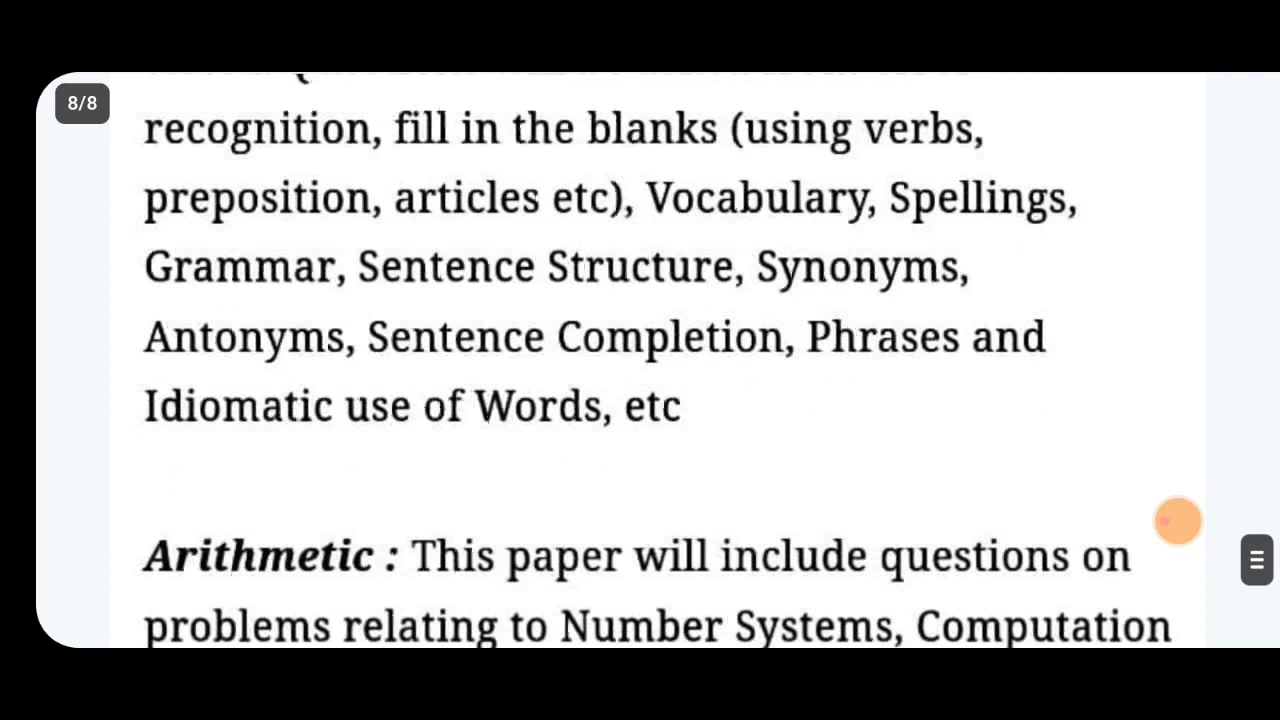 8/8
recognition, fill in the blanks (using verbs,
preposition, articles etc), Vocabulary, Spellings,
Grammar, Sentence Structure, Synonyms,
Antonyms, Sentence Completion, Phrases and
Idiomatic use of Words, etc
Arithmetic : This paper will include questions on
problems relating to Number Systems, Computation